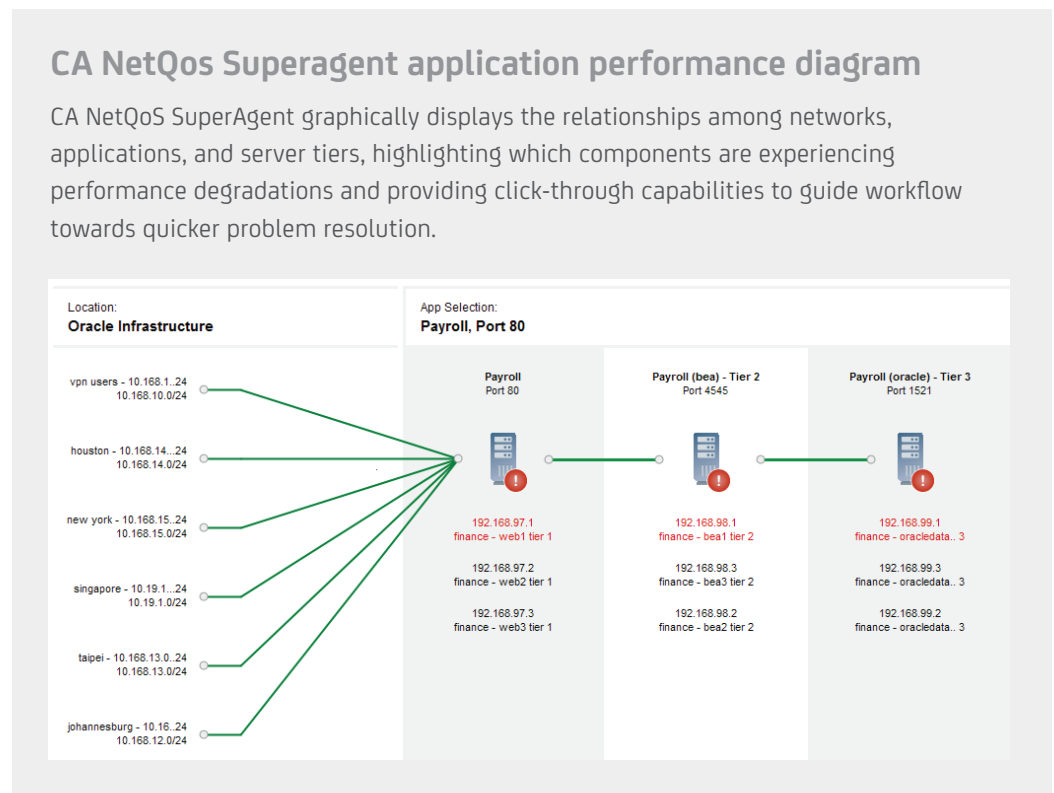 CA NetQos Superagent application performance diagram
CA NetQoS SuperAgent graphically displays the relationships among networks,
applications, and server tiers, highlighting which components are experiencing
performance degradations and providing click-through capabilities to guide workflow
towards quicker problem resolution.
Location:
Oracle Infrastructure
App Selection:
Payroll, Port 80
vpn users - 10.168.1..24
10.168.10.0/24
houston - 10.168.14...24
10.168.14.0/24
new york - 10.168.15..24
10.168.15.0/24
singapore - 10.19.1...24
10.19.1.0/24
taipei - 10.168.13.0..24
10.168.13.0/24
johannesburg - 10.16..24
10.168.12.0/24
Payroll
Port 80
192.168.97.1
finance - web1 tier 1
192.168.97.2
finance - web2 tier 1
192.168.97.3
finance - web3 tier 1
Payroll (bea) - Tier 2
Port 4545
192.168.98.1
finance - bea1 tier 2
192.168.98.3
finance - bea3 tier 2
192.168.98.2
finance - bea2 tier 2
Payroll (oracle) - Tier 3
Port 1521
192.168.99.1
finance - oracledata.. 3
192.168.99.3
finance - oracledata.. 3
192.168.99.2
finance - oracledata.. 3